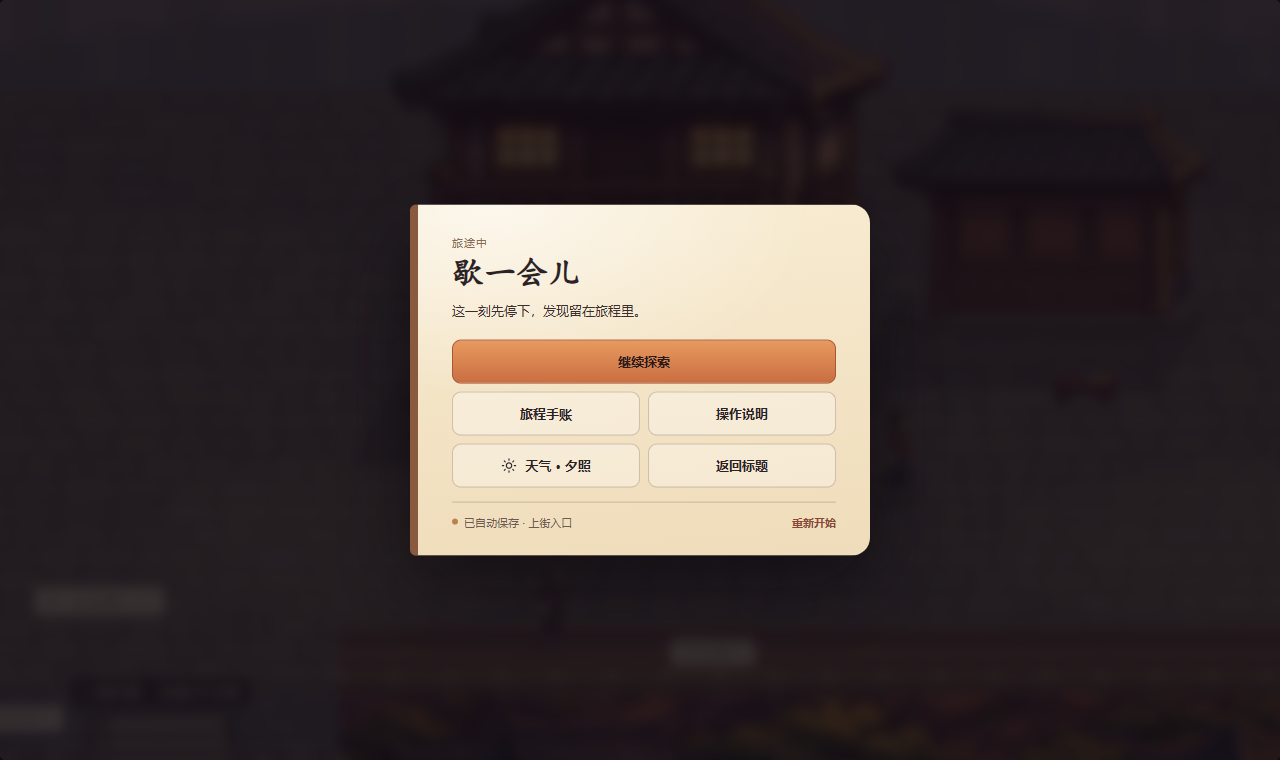 旅途中
歇一会儿
这一刻先停下，发现留在旅程里。
继续探索
旅程手账
操作说明
天气 · 夕照
返回标题
已自动保存 · 上街入口
重新开始